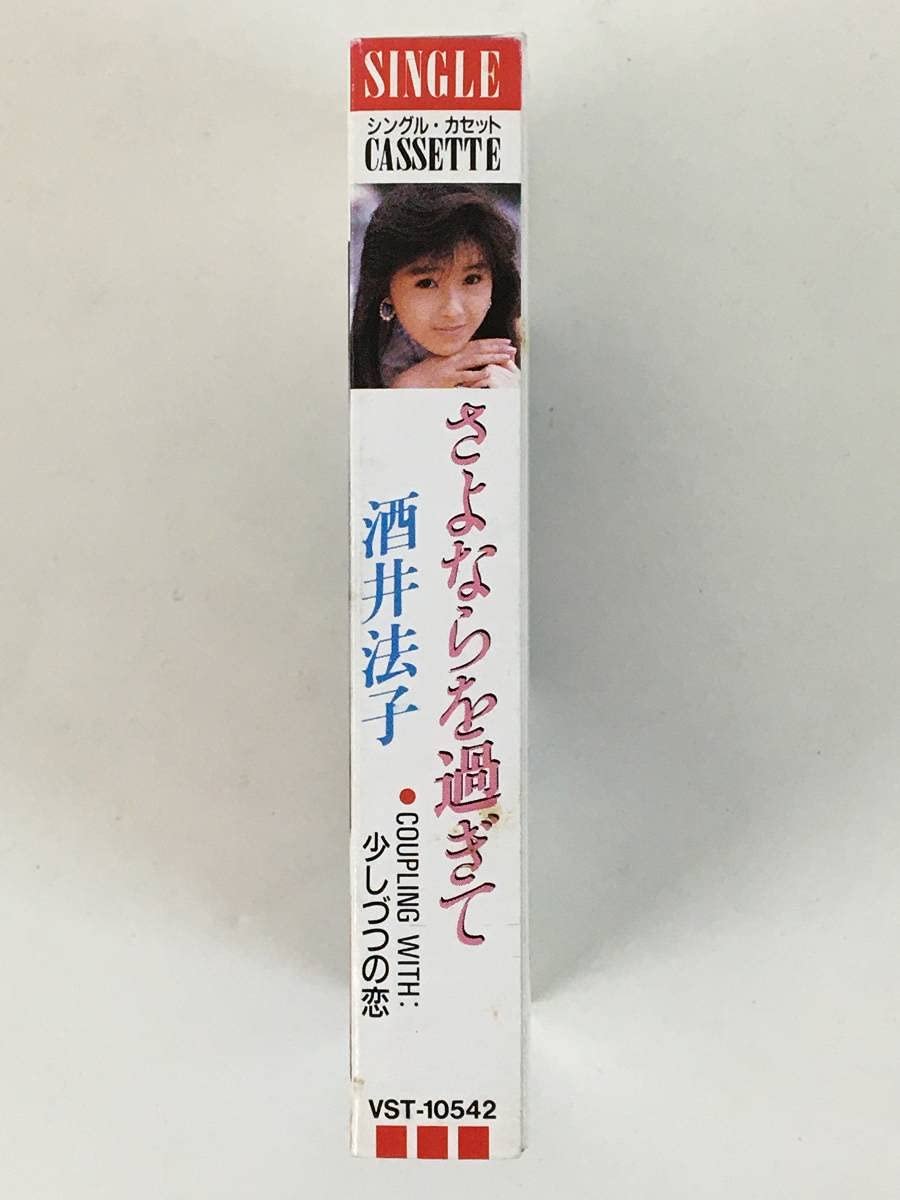 SINGLE
シングル・カセット
CASSETTE
さよならを過ぎて
酒井法子
●COUPLING WITH:
少しづつの恋
VST-10542